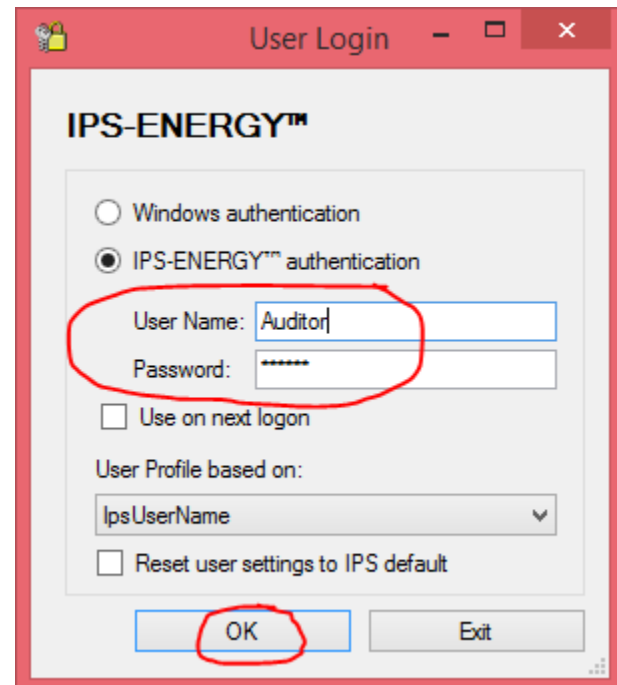 User Login
IPS-ENERGY™
Windows authentication
IPS-ENERGY™ authentication
User Name: Auditor
Password: ******
Use on next logon
User Profile based on:
IpsUserName
Reset user settings to IPS default
OK Exit